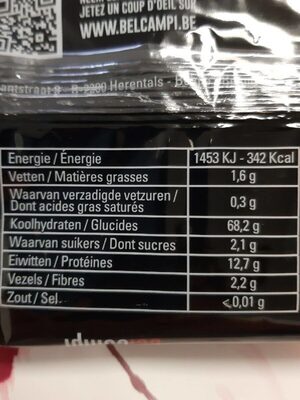 JETEZ UN COUP D'OEIL SUR
WWW.BELCAMPI.BE
Herentals - B
Energie / Énergie 1453 KJ - 342 Kcal
Vetten / Matières grasses 1,6 g
Waarvan verzadigde vetzuren /
Dont acides gras saturés 0,3 g
Koolhydraten / Glucides 68,2 g
Waarvan suikers / Dont sucres 2,1 g
Eiwitten / Protéines 12,7 g
Vezels / Fibres 2,2 g
Zout / Sel <0,01 g